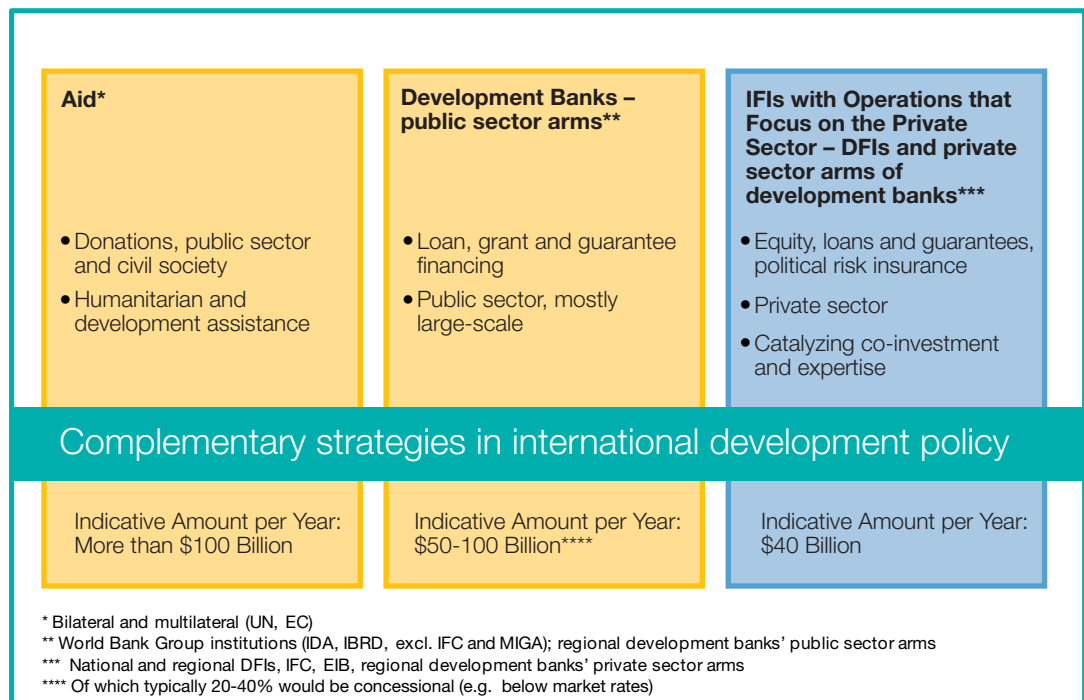 Aid*
• Donations, public sector
and civil society
• Humanitarian and
development assistance
Development Banks –
public sector arms**
• Loan, grant and guarantee
financing
• Public sector, mostly
large-scale
IFIs with Operations that
Focus on the Private
Sector – DFIs and private
sector arms of
development banks***
• Equity, loans and guarantees,
political risk insurance
• Private sector
• Catalyzing co-investment
and expertise
Complementary strategies in international development policy
Indicative Amount per Year:
More than $100 Billion
Indicative Amount per Year:
$50-100 Billion****
Indicative Amount per Year:
$40 Billion
* Bilateral and multilateral (UN, EC)
** World Bank Group institutions (IDA, IBRD, excl. IFC and MIGA); regional development banks' public sector arms
*** National and regional DFIs, IFC, EIB, regional development banks' private sector arms
**** Of which typically 20-40% would be concessional (e.g. below market rates)